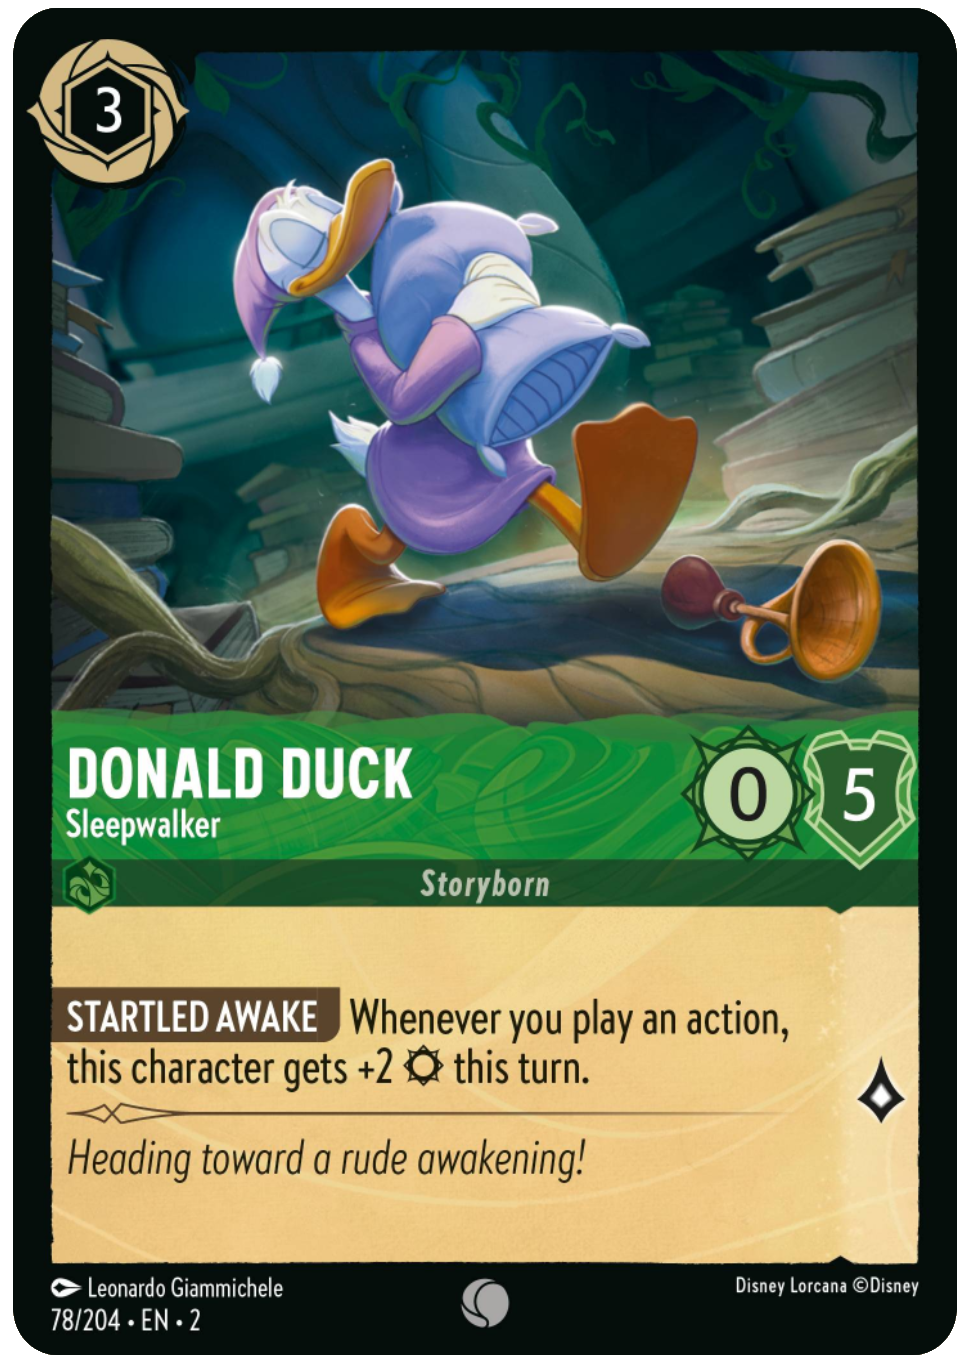 3
DONALD DUCK
Sleepwalker
0
5
Storyborn
STARTLED AWAKE Whenever you play an action,
this character gets +2 this turn.
Heading toward a rude awakening!
Leonardo Giammichele
78/204 • EN • 2
Disney Lorcana ©Disney